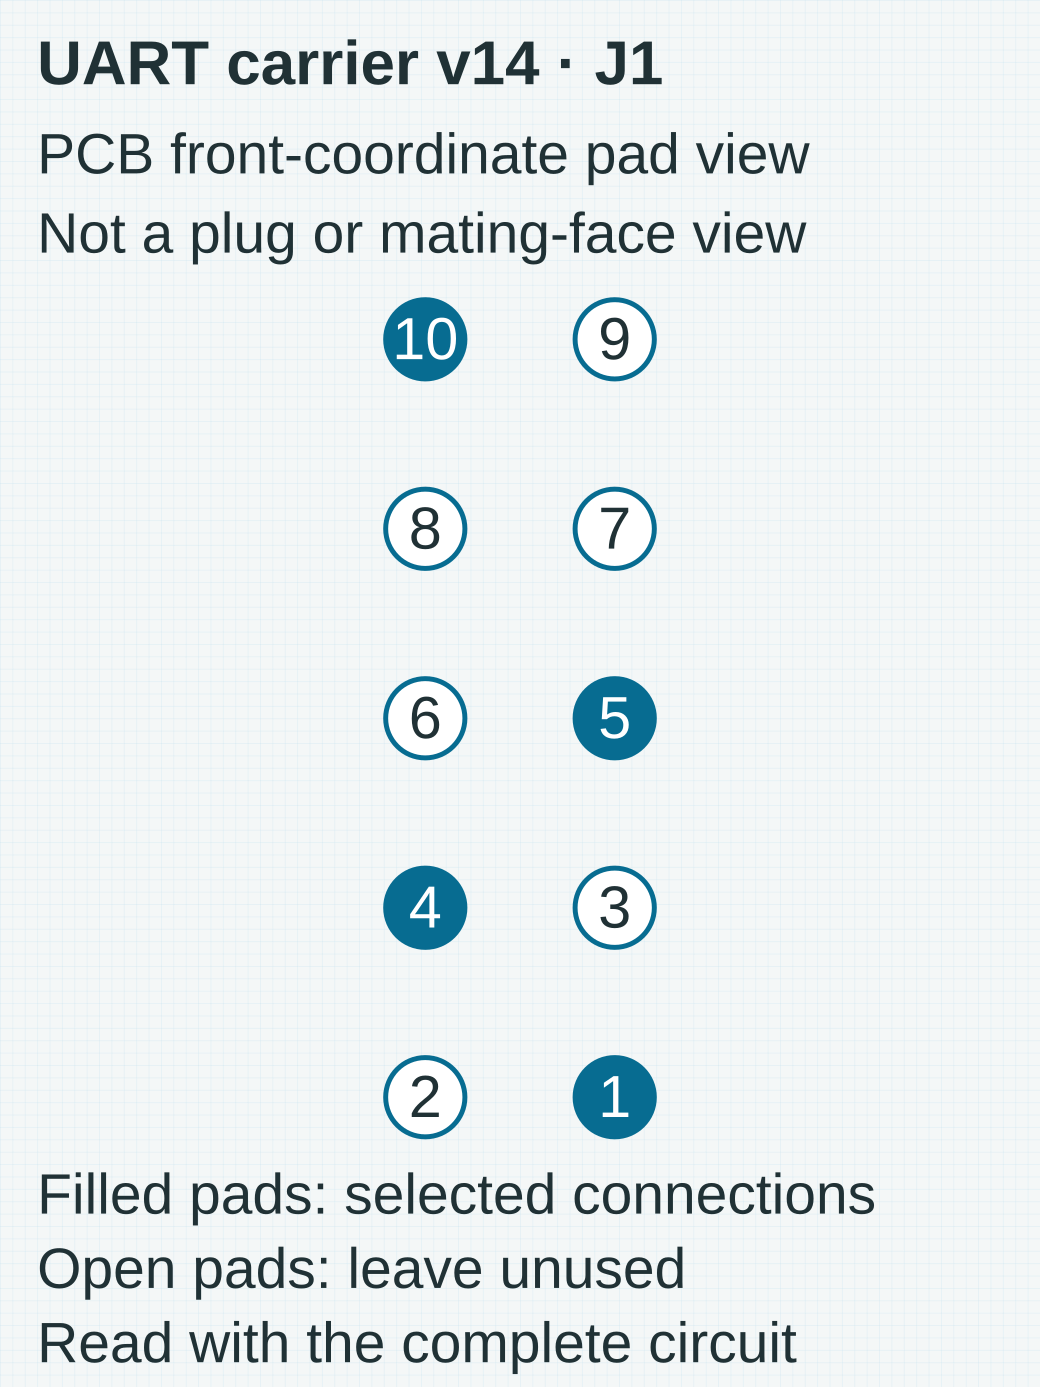 UART carrier v14 · J1
PCB front-coordinate pad view
Not a plug or mating-face view
10 9
8 7
6 5
4 3
2 1
Filled pads: selected connections
Open pads: leave unused
Read with the complete circuit